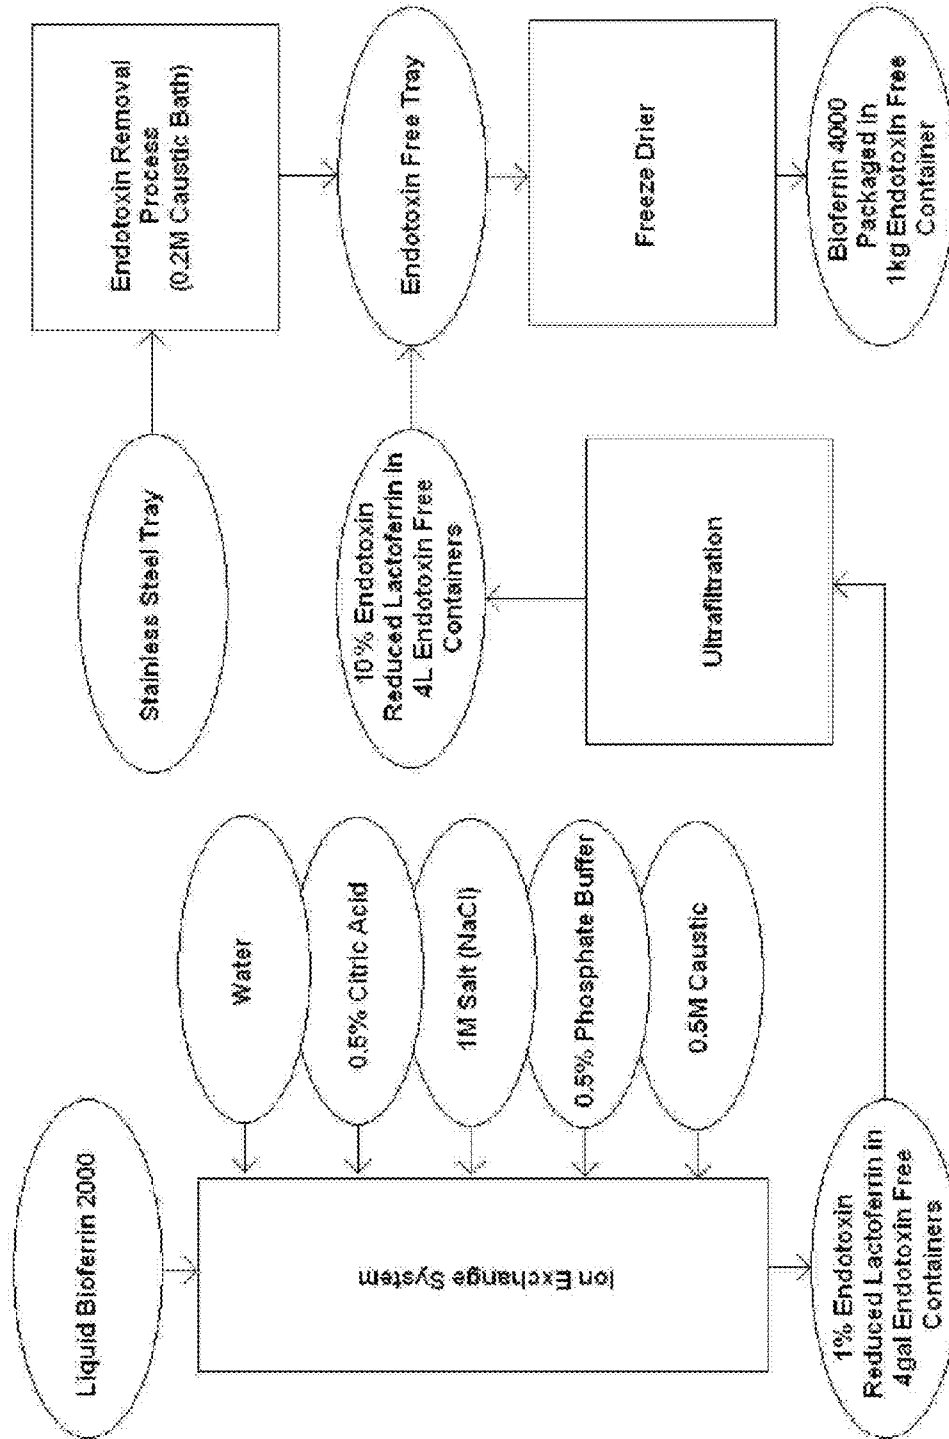 Liquid Bioferrin 2000
Ion Exchange System
Water
0.5% Citric Acid
1M Salt (NaCl)
0.5% Phosphate Buffer
0.5M Caustic
1% Endotoxin
Reduced Lactoferrin in
4gal Endotoxin Free
Containers
Ultrafiltration
10% Endotoxin
Reduced Lactoferrin in
4L Endotoxin Free
Containers
Stainless Steel Tray
Endotoxin Removal
Process
(0.2M Caustic Bath)
Endotoxin Free Tray
Freeze Drier
Bioferrin 4000
Packaged in
1kg Endotoxin Free
Container